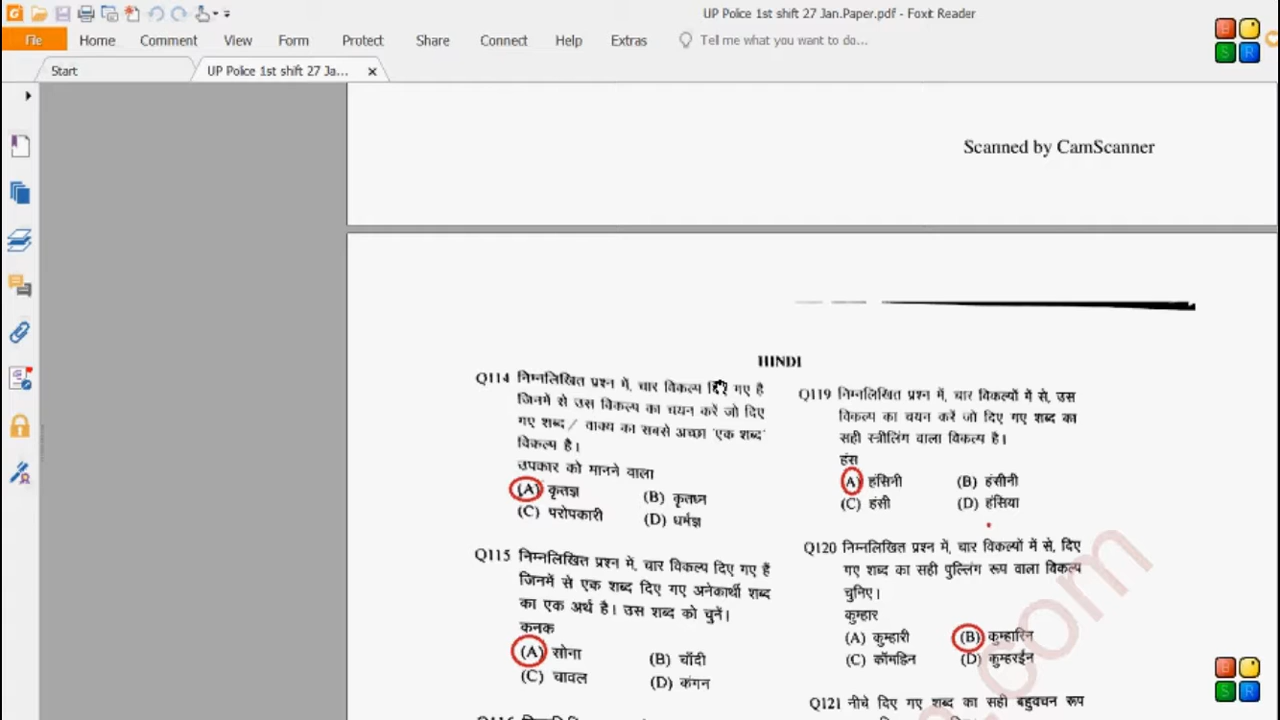 UP Police 1st shift 27 Jan.Paper.pdf - Foxit Reader
File Home Comment View Form Protect Share Connect Help Extras Tell me what you want to do...
Start
UP Police 1st shift 27 Ja...
Scanned by CamScanner
HINDI
Q114 निम्नलिखित प्रश्न में, चार विकल्प दिए गए है
जिनमें से उस विकल्प का चयन करें जो दिए
गए शब्द / वाक्य का सबसे अच्छा 'एक शब्द'
विकल्प है।
उपकार को मानने वाला
(A) कृतज्ञ (B) कृतघ्न
(C) परोपकारी (D) धर्मज्ञ
Q115 निम्नलिखित प्रश्न में, चार विकल्प दिए गए हैं
जिनमें से एक शब्द दिए गए अनेकार्थी शब्द
का एक अर्थ है। उस शब्द को चुनें।
कनक
(A) सोना (B) चाँदी
(C) चावल (D) कंगन
Q119 निम्नलिखित प्रश्न में, चार विकल्पों में से, उस
विकल्प का चयन करें जो दिए गए शब्द का
सही स्त्रीलिंग वाला विकल्प है।
हंस
(A) हंसिनी (B) हंसीनी
(C) हंसी (D) हंसिया
Q120 निम्नलिखित प्रश्न में, चार विकल्पों में से, दिए
गए शब्द का सही पुल्लिंग रूप वाला विकल्प
चुनिए।
कुम्हार
(A) कुम्हारी (B) कुम्हारिन
(C) कॉमडिन (D) कुम्हरईन
Q121 नीचे दिए गए शब्द का सही बहुवचन रूप